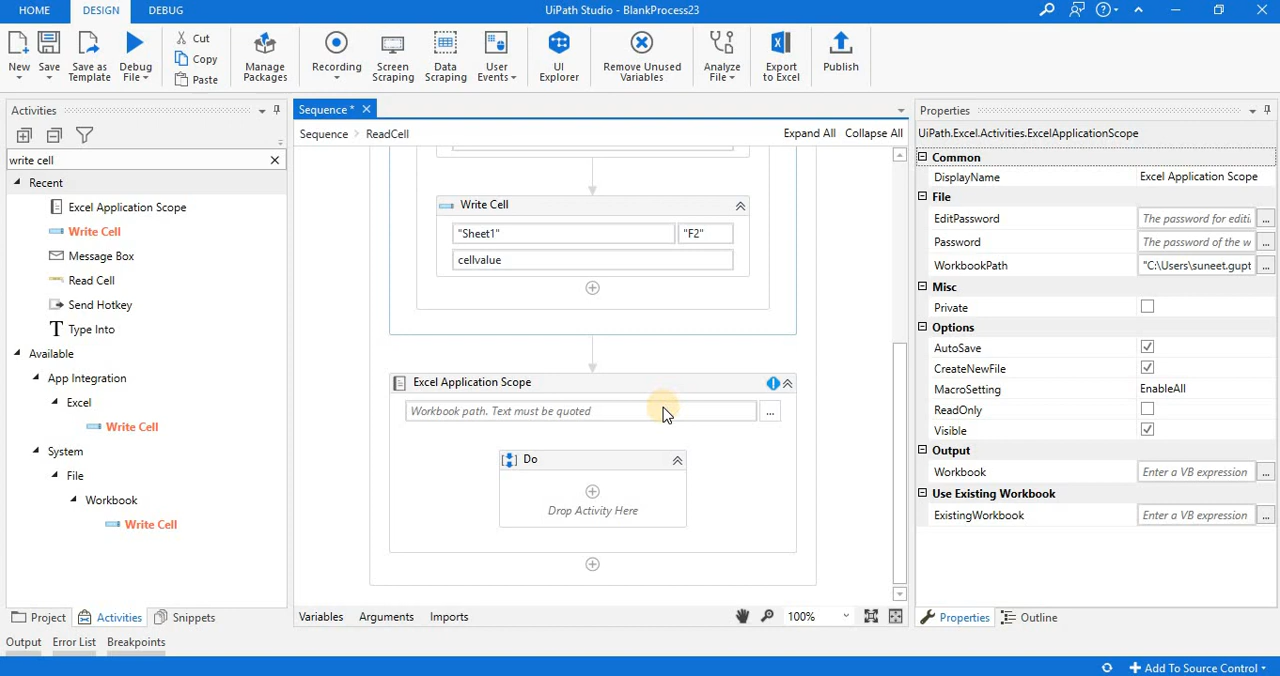 HOME DESIGN DEBUG UiPath Studio - BlankProcess23
Cut
Copy
Paste
New Save Save as Template Debug File Manage Packages Recording Screen Scraping Data Scraping User Events UI Explorer Remove Unused Variables Analyze File Export to Excel Publish
Activities
write cell
Recent
Excel Application Scope
Write Cell
Message Box
Read Cell
Send Hotkey
Type Into
Available
App Integration
Excel
Write Cell
System
File
Workbook
Write Cell
Project Activities Snippets
Output Error List Breakpoints
Sequence *
Sequence > ReadCell Expand All Collapse All
Write Cell
"Sheet1" "F2"
cellvalue
Excel Application Scope
Workbook path. Text must be quoted ...
Do
Drop Activity Here
Variables Arguments Imports 100%
Properties
UiPath.Excel.Activities.ExcelApplicationScope
Common
DisplayName Excel Application Scope
File
EditPassword The password for editi ...
Password The password of the w ...
WorkbookPath "C:\Users\suneet.gupt ...
Misc
Private
Options
AutoSave
CreateNewFile
MacroSetting EnableAll
ReadOnly
Visible
Output
Workbook Enter a VB expression ...
Use Existing Workbook
ExistingWorkbook Enter a VB expression ...
Properties Outline
Add To Source Control